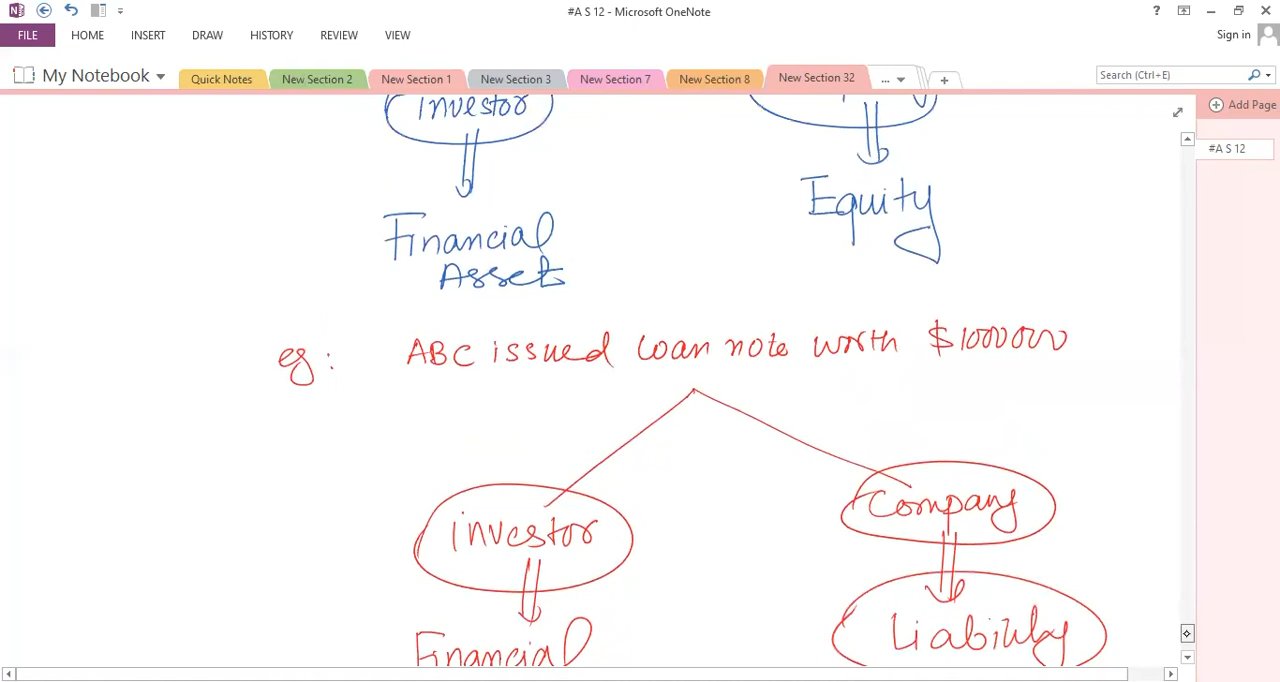 #A S 12 - Microsoft OneNote
?
FILE HOME INSERT DRAW HISTORY REVIEW VIEW Sign in
My Notebook Quick Notes New Section 2 New Section 1 New Section 3 New Section 7 New Section 8 New Section 32 ... + Search (Ctrl+E)
Add Page
#A S 12
investor
Equity
Financial
Asset
eg: ABC issued loan note worth $1000000
investor Company
Liability
Financial